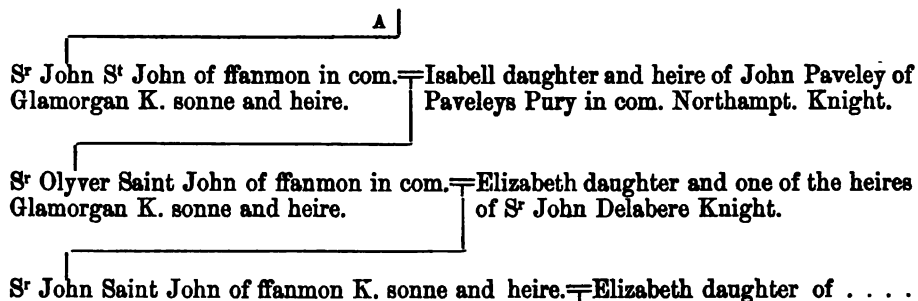 A
Sʳ John Sᵗ John of ffanmon in com.=Isabell daughter and heire of John Paveley of
Glamorgan K. sonne and heire. Paveleys Pury in com. Northampt. Knight.
Sʳ Olyver Saint John of ffanmon in com.=Elizabeth daughter and one of the heires
Glamorgan K. sonne and heire. of Sʳ John Delabere Knight.
Sʳ John Saint John of ffanmon K. sonne and heire.=Elizabeth daughter of . . . .